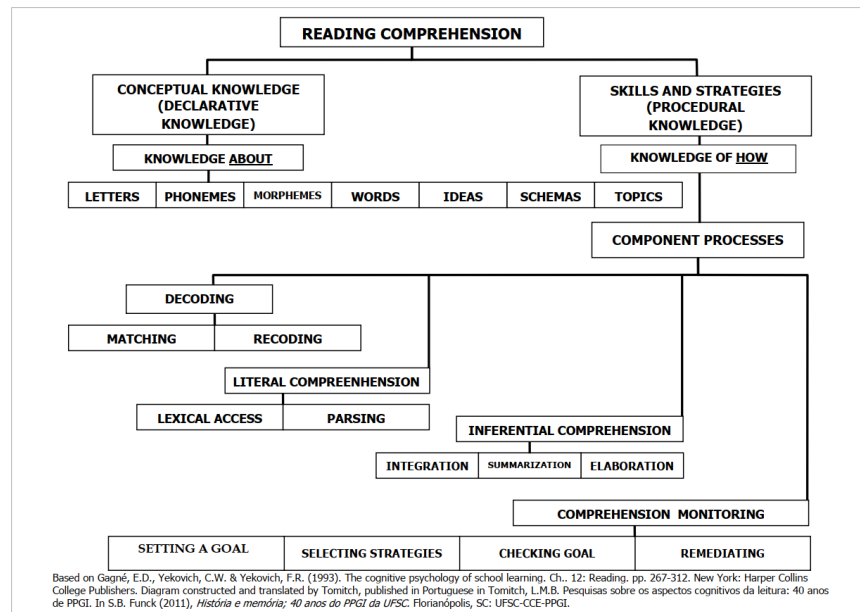 READING COMPREHENSION
CONCEPTUAL KNOWLEDGE
(DECLARATIVE
KNOWLEDGE)
SKILLS AND STRATEGIES
(PROCEDURAL
KNOWLEDGE)
KNOWLEDGE ABOUT
KNOWLEDGE OF HOW
LETTERS PHONEMES MORPHEMES WORDS IDEAS SCHEMAS TOPICS
COMPONENT PROCESSES
DECODING
MATCHING RECODING
LITERAL COMPREENHENSION
LEXICAL ACCESS PARSING
INFERENTIAL COMPREHENSION
INTEGRATION SUMMARIZATION ELABORATION
COMPREHENSION MONITORING
SETTING A GOAL SELECTING STRATEGIES CHECKING GOAL REMEDIATING
Based on Gagné, E.D., Yekovich, C.W. & Yekovich, F.R. (1993). The cognitive psychology of school learning. Ch.. 12: Reading. pp. 267-312. New York: Harper Collins
College Publishers. Diagram constructed and translated by Tomitch, published in Portuguese in Tomitch, L.M.B. Pesquisas sobre os aspectos cognitivos da leitura: 40 anos
de PPGI. In S.B. Funck (2011), História e memória; 40 anos do PPGI da UFSC. Florianópolis, SC: UFSC-CCE-PPGI.